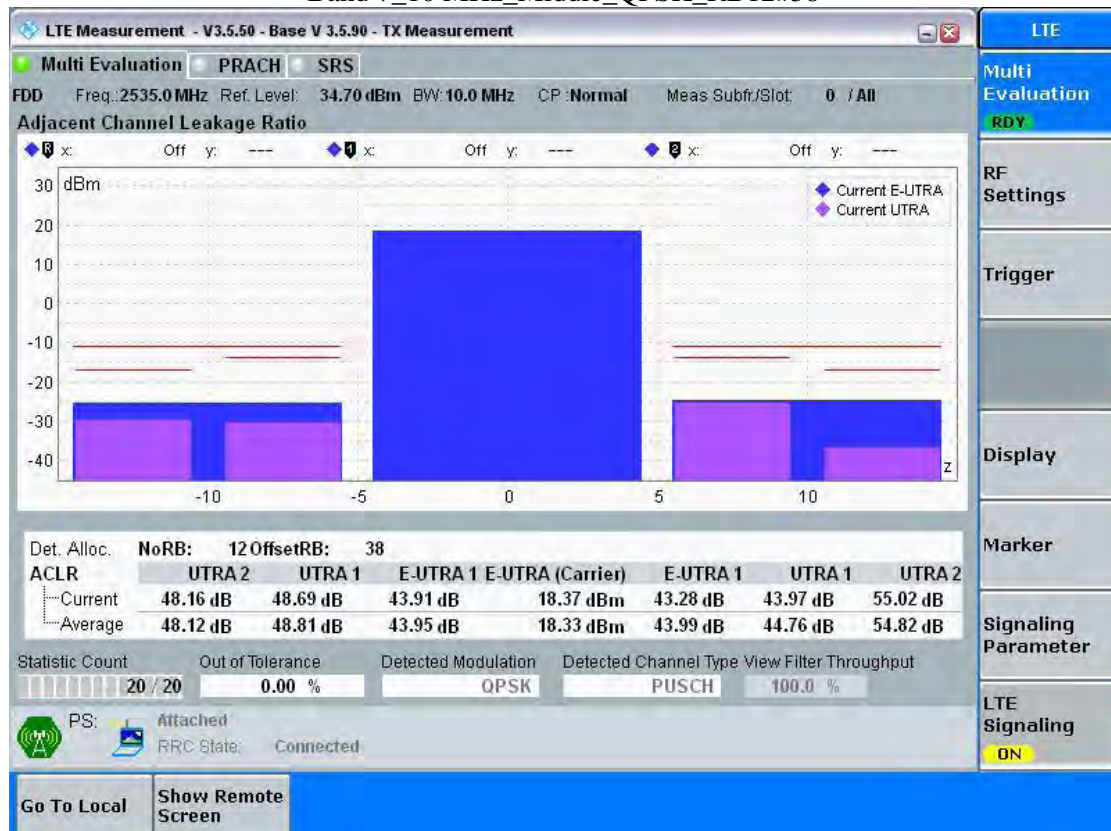 LTE Measurement - V3.5.50 - Base V 3.5.90 - TX Measurement
LTE
Multi Evaluation PRACH SRS
Multi Evaluation
RDY
FDD Freq.:2535.0 MHz Ref. Level: 34.70 dBm BW:10.0 MHz CP :Normal Meas Subfr./Slot: 0 / All
Adjacent Channel Leakage Ratio
0 x: Off y: --- 1 x: Off y: --- 2 x: Off y: ---
30 dBm
Current E-UTRA
Current UTRA
20
10
0
-10
-20
-30
-40
z
-10 -5 0 5 10
RF Settings
Trigger
Display
Marker
Signaling Parameter
LTE Signaling
ON
Det. Alloc. NoRB: 12 OffsetRB: 38
ACLR UTRA 2 UTRA 1 E-UTRA 1 E-UTRA (Carrier) E-UTRA 1 UTRA 1 UTRA 2
Current 48.16 dB 48.69 dB 43.91 dB 18.37 dBm 43.28 dB 43.97 dB 55.02 dB
Average 48.12 dB 48.81 dB 43.95 dB 18.33 dBm 43.99 dB 44.76 dB 54.82 dB
Statistic Count Out of Tolerance Detected Modulation Detected Channel Type View Filter Throughput
20 / 20 0.00 % QPSK PUSCH 100.0 %
PS: Attached
RRC State: Connected
Go To Local
Show Remote Screen